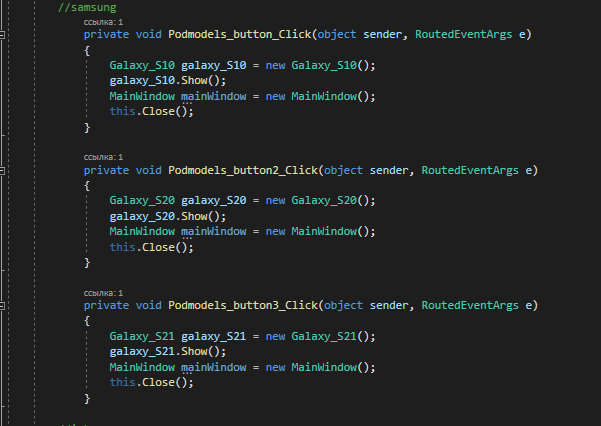 //samsung
ссылка: 1
private void Podmodels_button_Click(object sender, RoutedEventArgs e)
{
Galaxy_S10 galaxy_S10 = new Galaxy_S10();
galaxy_S10.Show();
MainWindow mainWindow = new MainWindow();
this.Close();
}
ссылка: 1
private void Podmodels_button2_Click(object sender, RoutedEventArgs e)
{
Galaxy_S20 galaxy_S20 = new Galaxy_S20();
galaxy_S20.Show();
MainWindow mainWindow = new MainWindow();
this.Close();
}
ссылка: 1
private void Podmodels_button3_Click(object sender, RoutedEventArgs e)
{
Galaxy_S21 galaxy_S21 = new Galaxy_S21();
galaxy_S21.Show();
MainWindow mainWindow = new MainWindow();
this.Close();
}